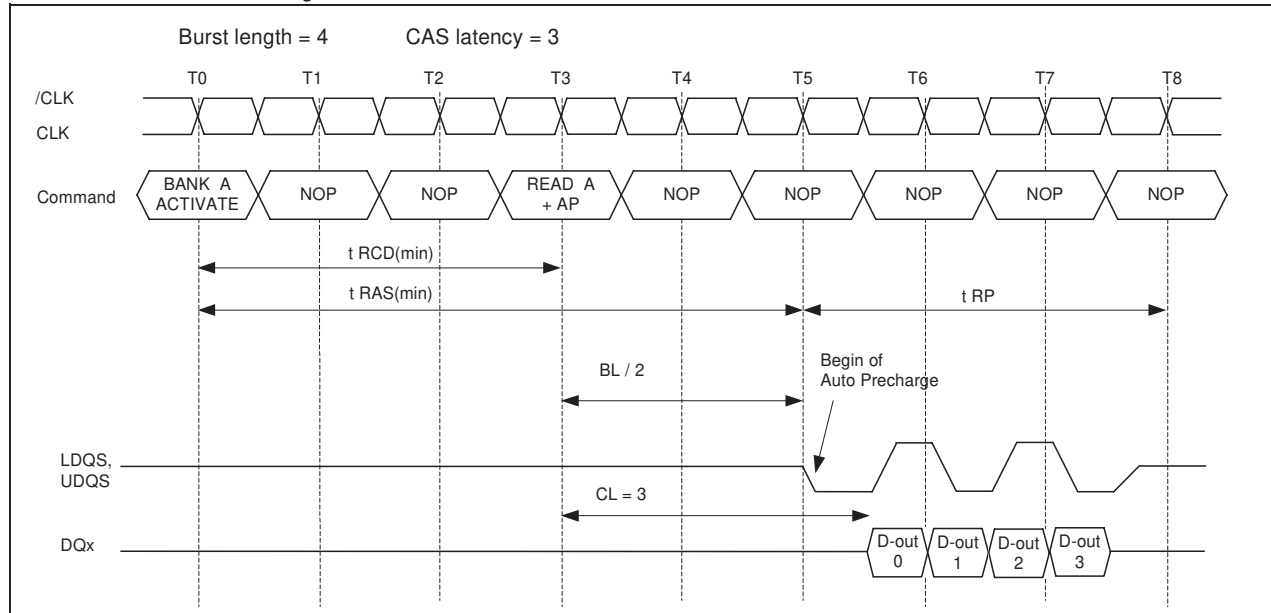 Burst length = 4 CAS latency = 3
T0 T1 T2 T3 T4 T5 T6 T7 T8
/CLK
CLK
Command
BANK A
ACTIVATE
NOP
NOP
READ A
+ AP
NOP
NOP
NOP
NOP
NOP
t RCD(min)
t RAS(min)
t RP
BL / 2
Begin of
Auto Precharge
LDQS,
UDQS
CL = 3
DQx
D-out
0
D-out
1
D-out
2
D-out
3